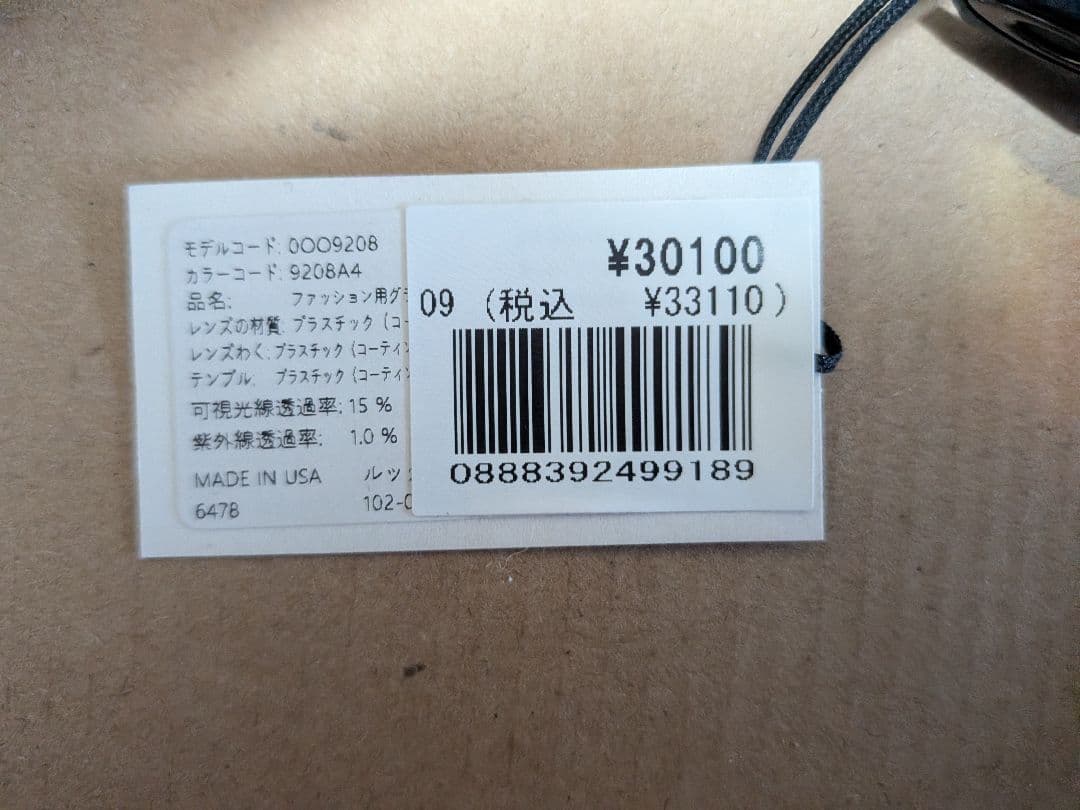 モデルコード: 0OO9208
カラーコード: 9208A4
品名: ファッション用グラ
レンズの材質: プラスチック (コー
レンズわく: プラスチック (コーティン
テンプル: プラスチック (コーティン
可視光線透過率: 15 %
紫外線透過率: 1.0 %
MADE IN USA ルッ
6478 102-0
¥30100
09 (税込 ¥33110)
0888392499189